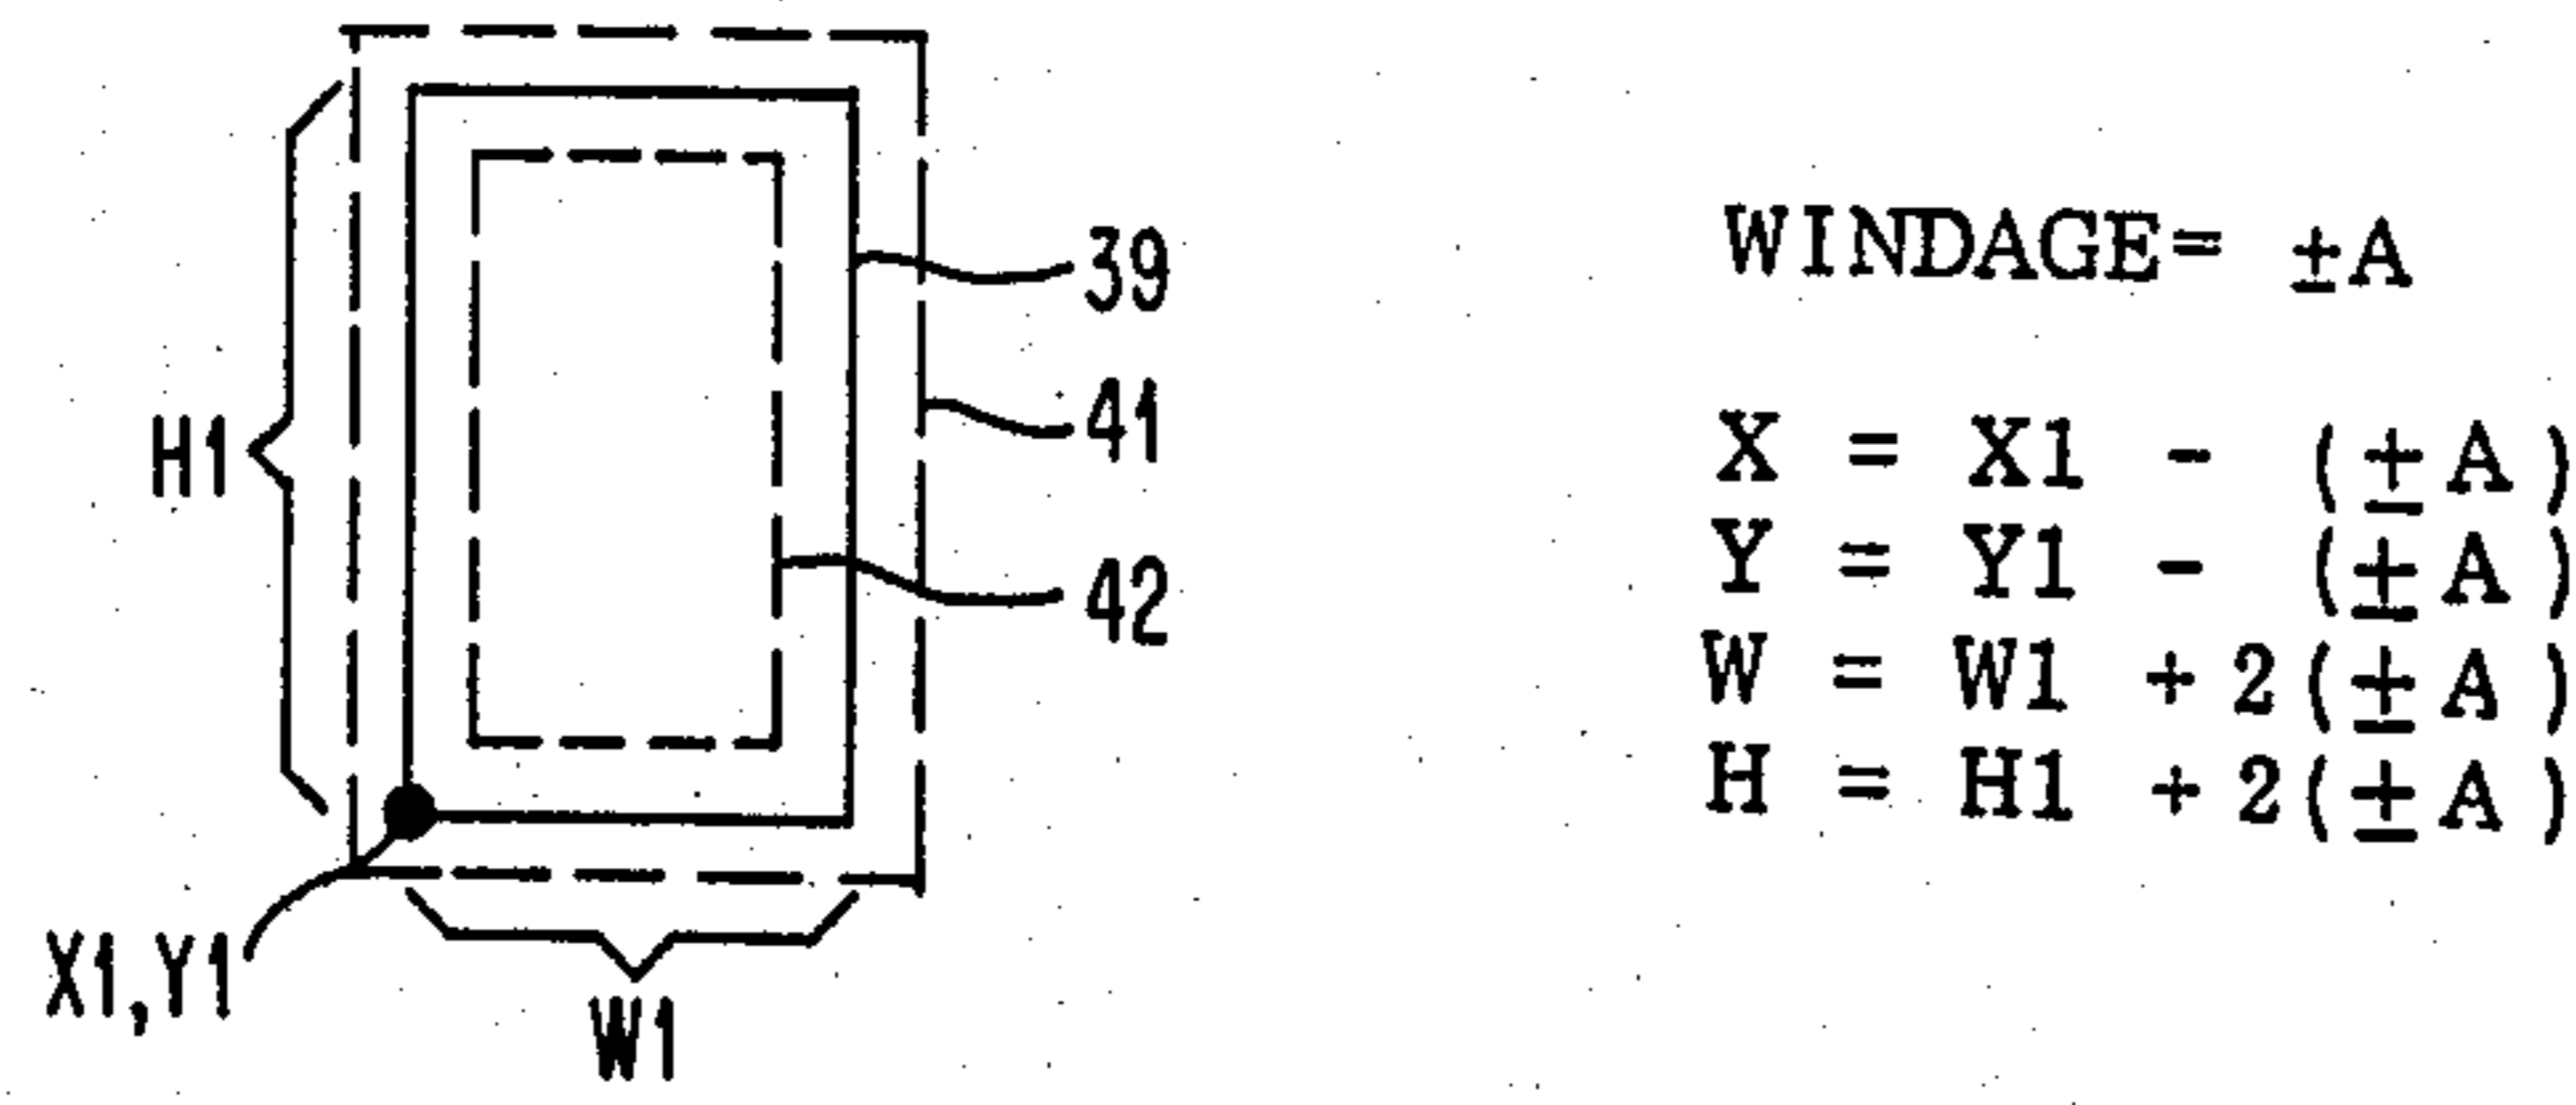 39
41
42
H1
X1,Y1
W1
WINDAGE= ±A
X = X1 - (±A)
Y = Y1 - (±A)
W = W1 + 2(±A)
H = H1 + 2(±A)